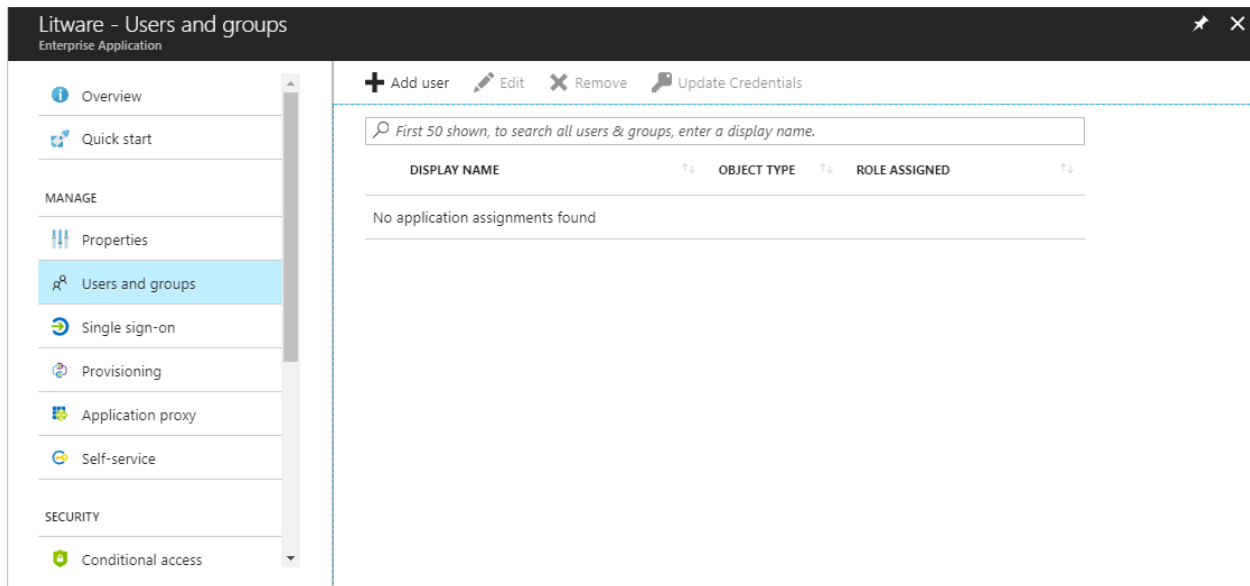 Litware - Users and groups
Enterprise Application
Overview
Quick start
MANAGE
Properties
Users and groups
Single sign-on
Provisioning
Application proxy
Self-service
SECURITY
Conditional access
Add user Edit Remove Update Credentials
First 50 shown, to search all users & groups, enter a display name.
DISPLAY NAME OBJECT TYPE ROLE ASSIGNED
No application assignments found